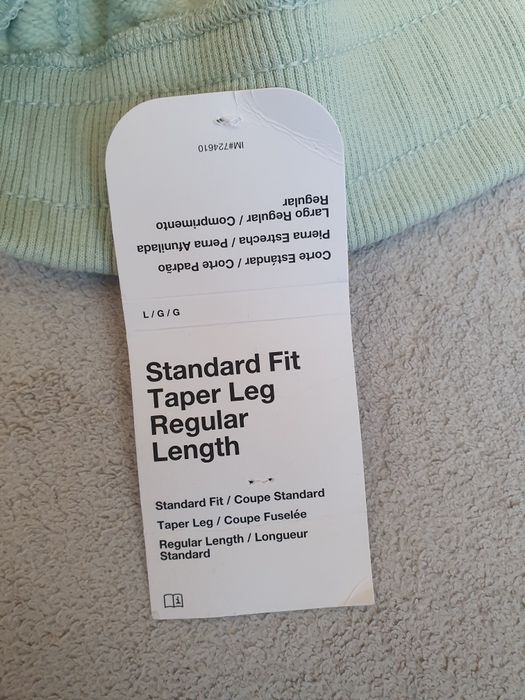 IM#724610
Corte Estándar / Corte Padrão
Pierna Estrecha / Perna Afunilada
Largo Regular / Comprimento
Regular
L / G / G
Standard Fit
Taper Leg
Regular
Length
Standard Fit / Coupe Standard
Taper Leg / Coupe Fuselée
Regular Length / Longueur
Standard